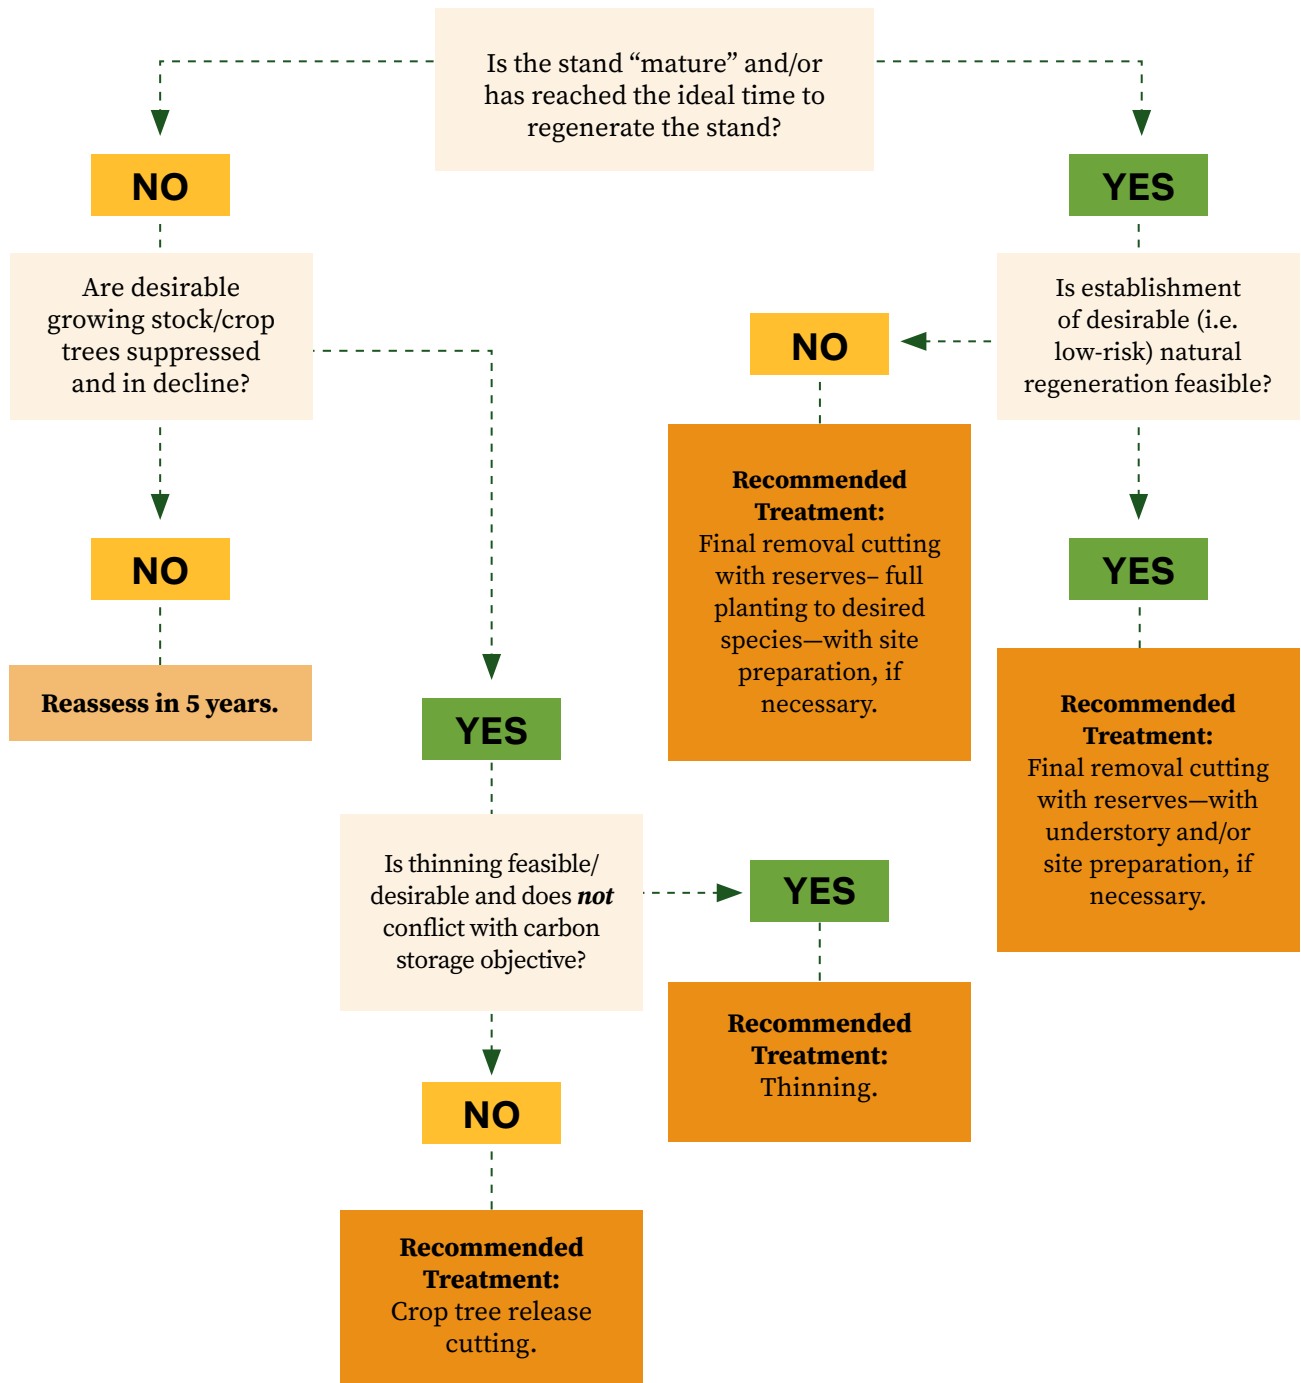 Is the stand “mature” and/or
has reached the ideal time to
regenerate the stand?
NO
Are desirable
growing stock/crop
trees suppressed
and in decline?
NO
Reassess in 5 years.
YES
Is thinning feasible/
desirable and does not
conflict with carbon
storage objective?
YES
Recommended
Treatment:
Thinning.
NO
Recommended
Treatment:
Crop tree release
cutting.
YES
Is establishment
of desirable (i.e.
low-risk) natural
regeneration feasible?
NO
Recommended
Treatment:
Final removal cutting
with reserves– full
planting to desired
species—with site
preparation, if
necessary.
YES
Recommended
Treatment:
Final removal cutting
with reserves—with
understory and/or
site preparation, if
necessary.